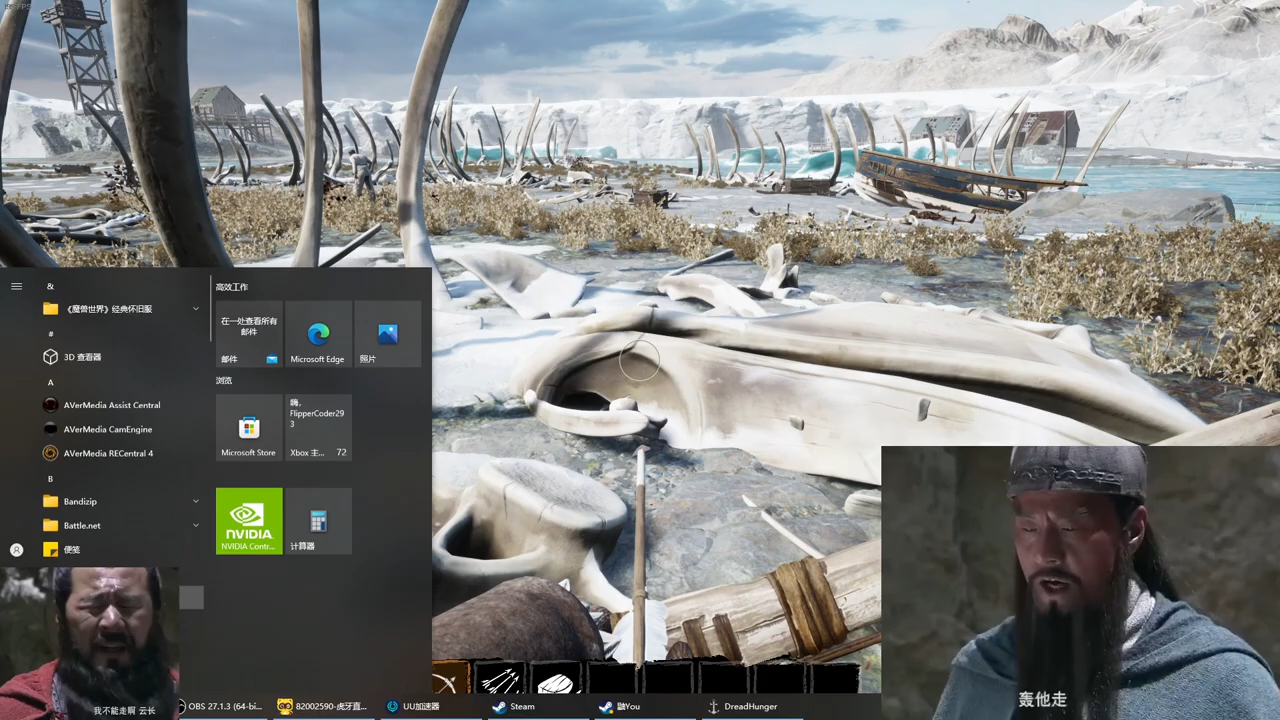 高效工作
&
《魔兽世界》经典怀旧服
#
3D 查看器
A
AVerMedia Assist Central
AVerMedia CamEngine
AVerMedia RECentral 4
B
Bandizip
Battle.net
便笺
在一处查看所有
邮件
邮件
Microsoft Edge
照片
浏览
Microsoft Store
嗨,
FlipperCoder29
3
Xbox 主...
72
NVIDIA
NVIDIA Contr...
计算器
我不能走啊 云长
轰他走
OBS 27.1.3 (64-bi...
82002590-虎牙直...
UU加速器
Steam
DreadHunger